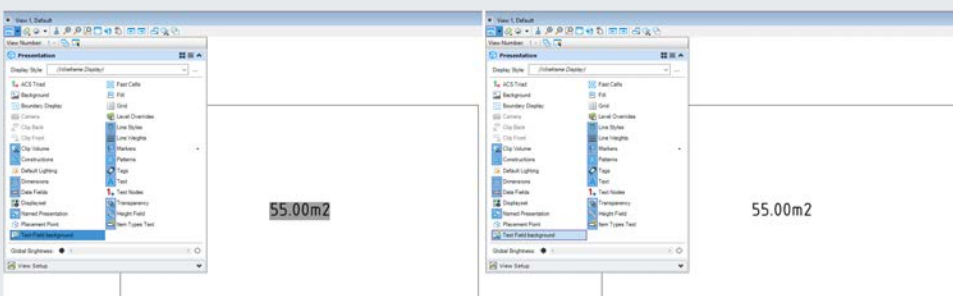 View 1, Default
View Number: 1
Presentation
Display Style: (Wireframe Display)
ACS Triad Fast Cells
Background Fill
Boundary Display Grid
Camera Level Overrides
Clip Back Line Styles
Clip Front Line Weights
Clip Volume Markers
Constructions Patterns
Default Lighting Tags
Dimensions Text
Data Fields Text Nodes
Displayset Transparency
Named Presentation Height Field
Placement Point Item Types Text
Text Field background
Global Brightness:
View Setup
55.00m2
View 1, Default
View Number: 1
Presentation
Display Style: (Wireframe Display)
ACS Triad Fast Cells
Background Fill
Boundary Display Grid
Camera Level Overrides
Clip Back Line Styles
Clip Front Line Weights
Clip Volume Markers
Constructions Patterns
Default Lighting Tags
Dimensions Text
Data Fields Text Nodes
Displayset Transparency
Named Presentation Height Field
Placement Point Item Types Text
Text Field background
Global Brightness:
View Setup
55.00m2